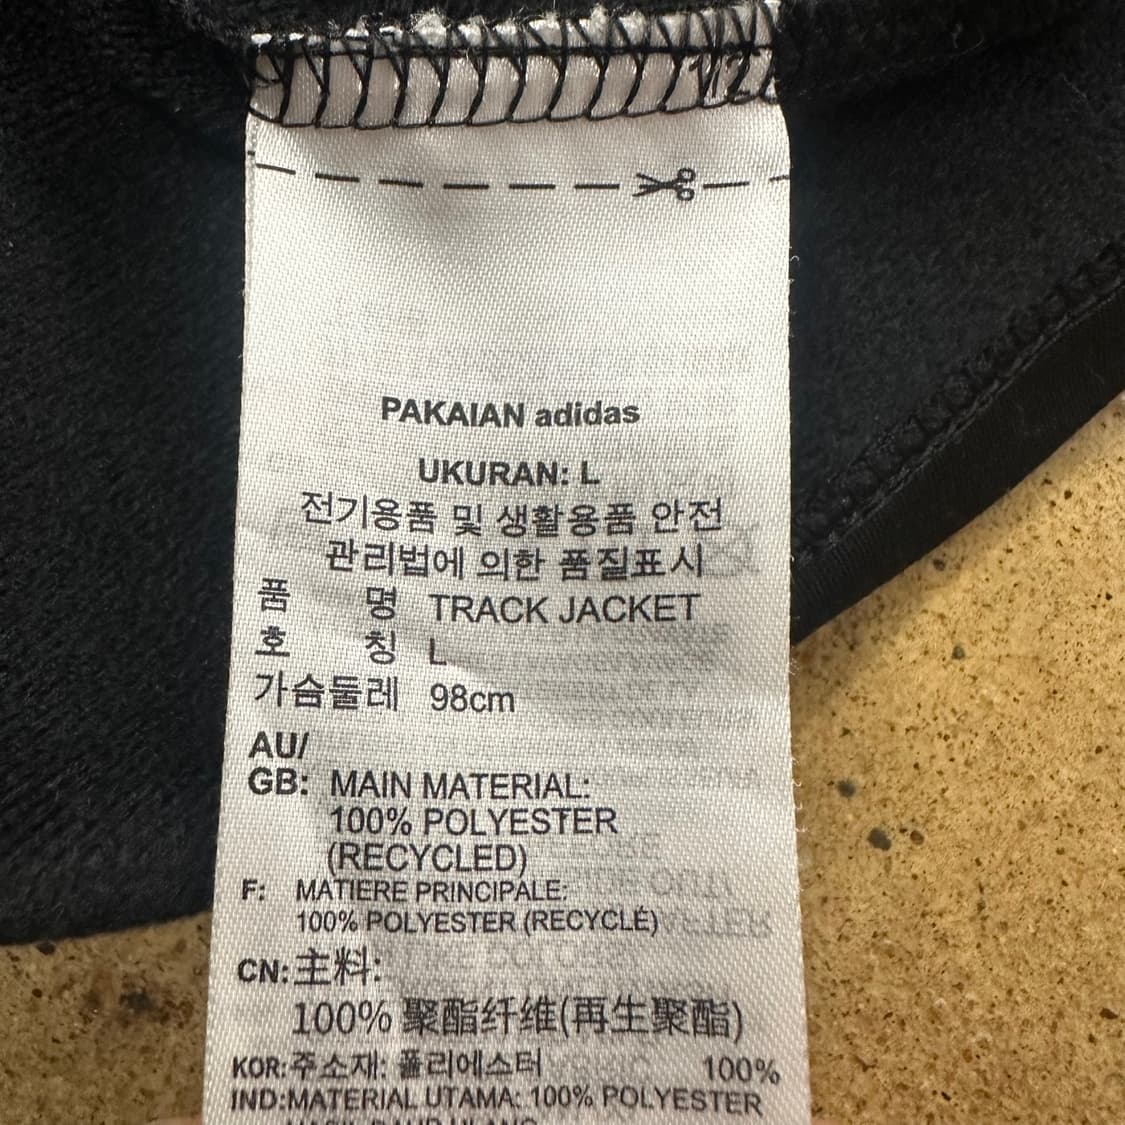 1/2
PAKAIAN adidas
UKURAN: L
전기용품 및 생활용품 안전
관리법에 의한 품질표시
품 명 TRACK JACKET
호 칭 L
가슴둘레 98cm
AU/
GB: MAIN MATERIAL:
100% POLYESTER
(RECYCLED)
F: MATIERE PRINCIPALE:
100% POLYESTER (RECYCLÉ)
CN:主料:
100% 聚酯纤维(再生聚酯)
KOR:주소재: 폴리에스터 100%
IND:MATERIAL UTAMA: 100% POLYESTER